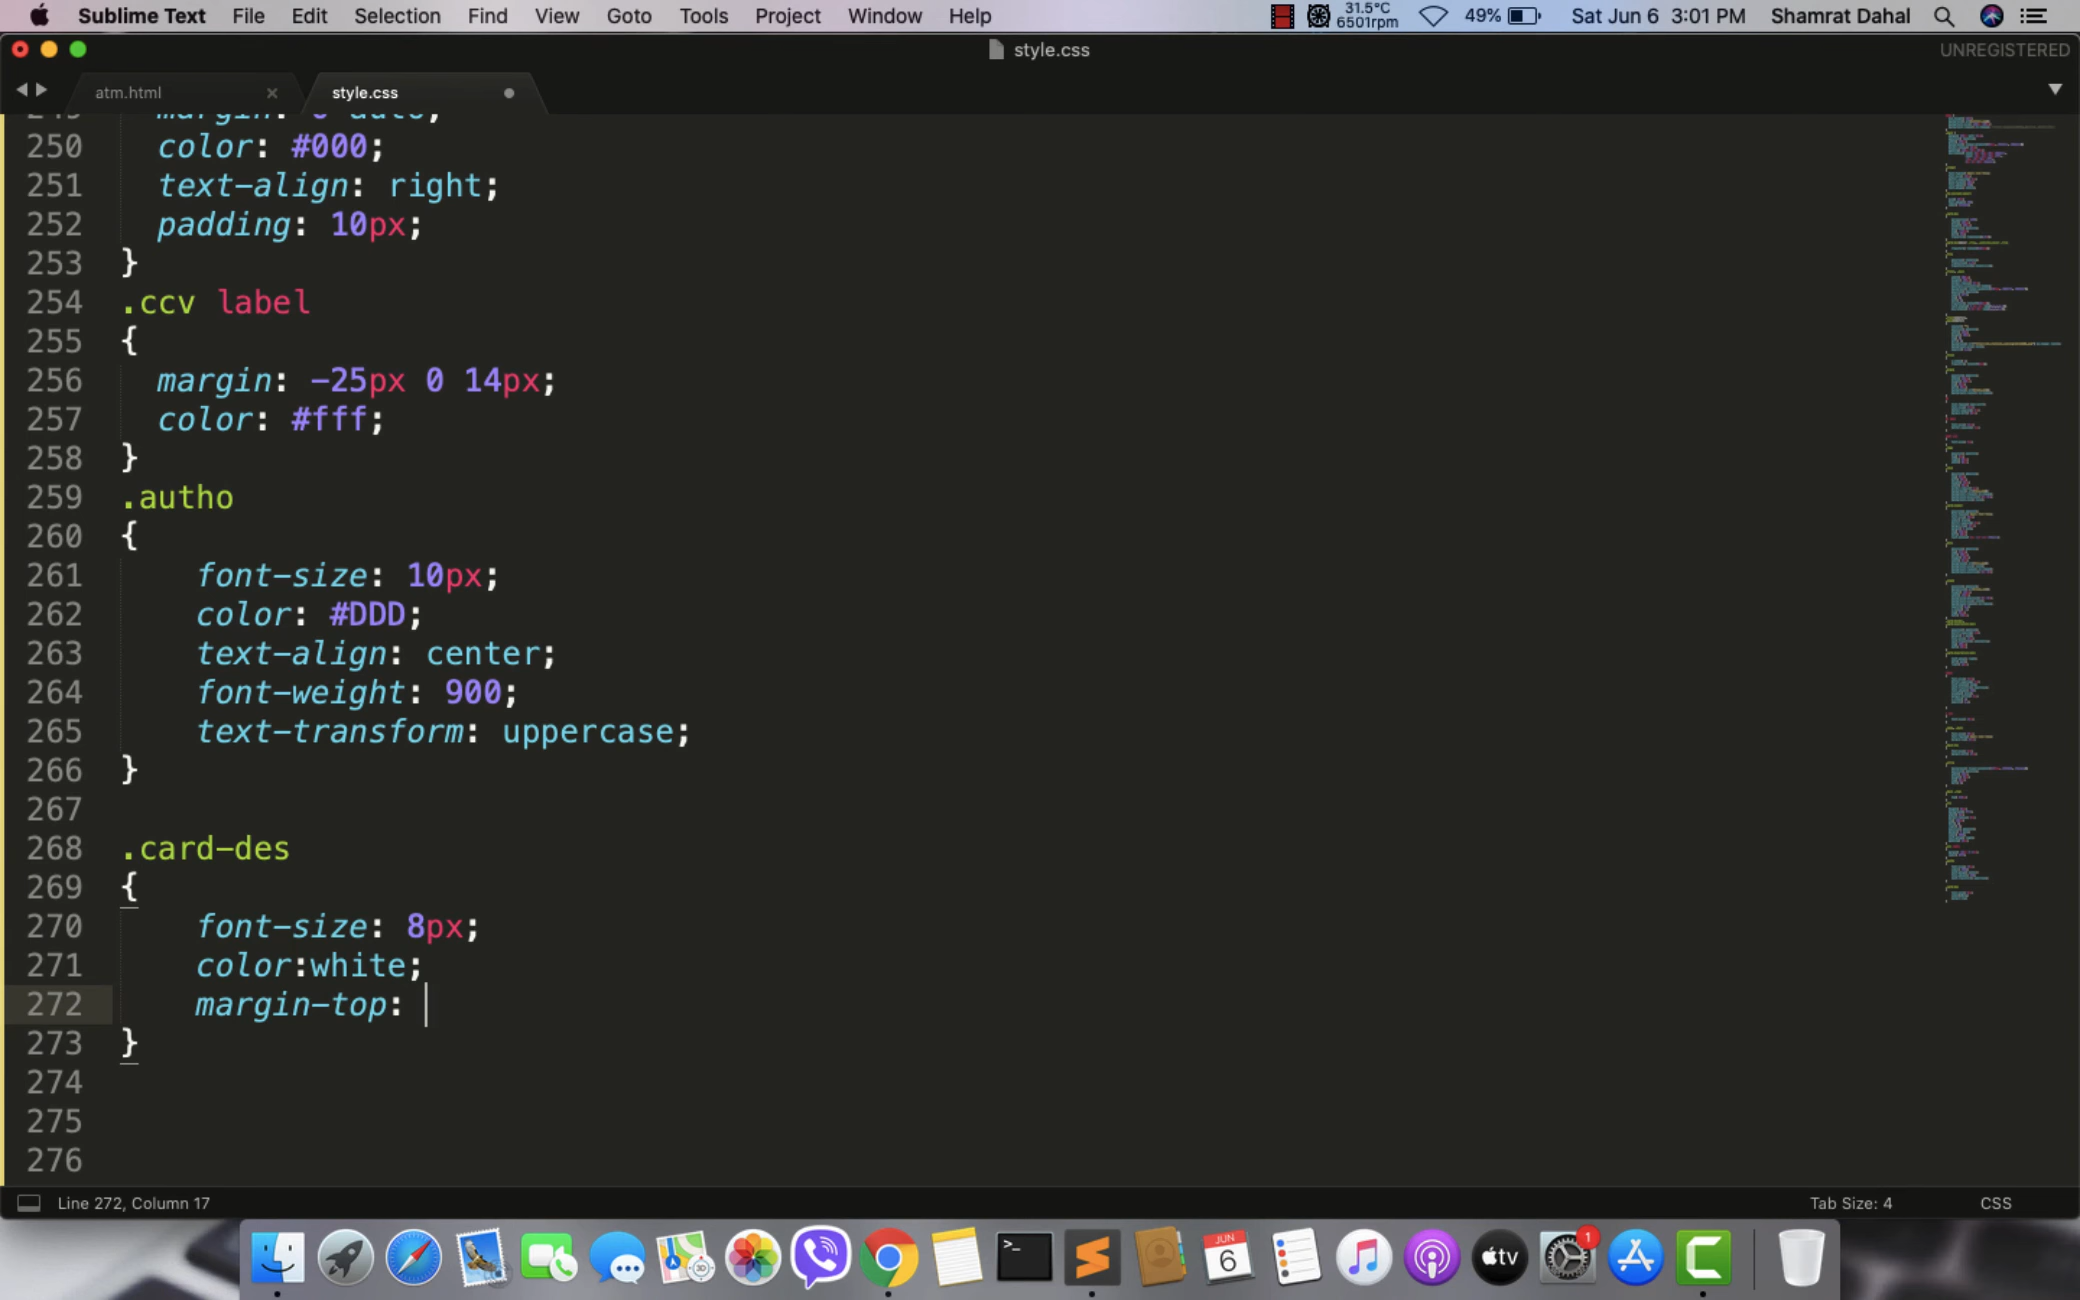 Sublime Text File Edit Selection Find View Goto Tools Project Window Help 31.5°C 6501rpm 49% Sat Jun 6 3:01 PM Shamrat Dahal
style.css UNREGISTERED
atm.html style.css
250 color: #000;
251 text-align: right;
252 padding: 10px;
253 }
254 .ccv label
255 {
256 margin: -25px 0 14px;
257 color: #fff;
258 }
259 .autho
260 {
261 font-size: 10px;
262 color: #DDD;
263 text-align: center;
264 font-weight: 900;
265 text-transform: uppercase;
266 }
267
268 .card-des
269 {
270 font-size: 8px;
271 color:white;
272 margin-top:
273 }
274
275
276
Line 272, Column 17 Tab Size: 4 CSS
>_ JUN 6 tv 1